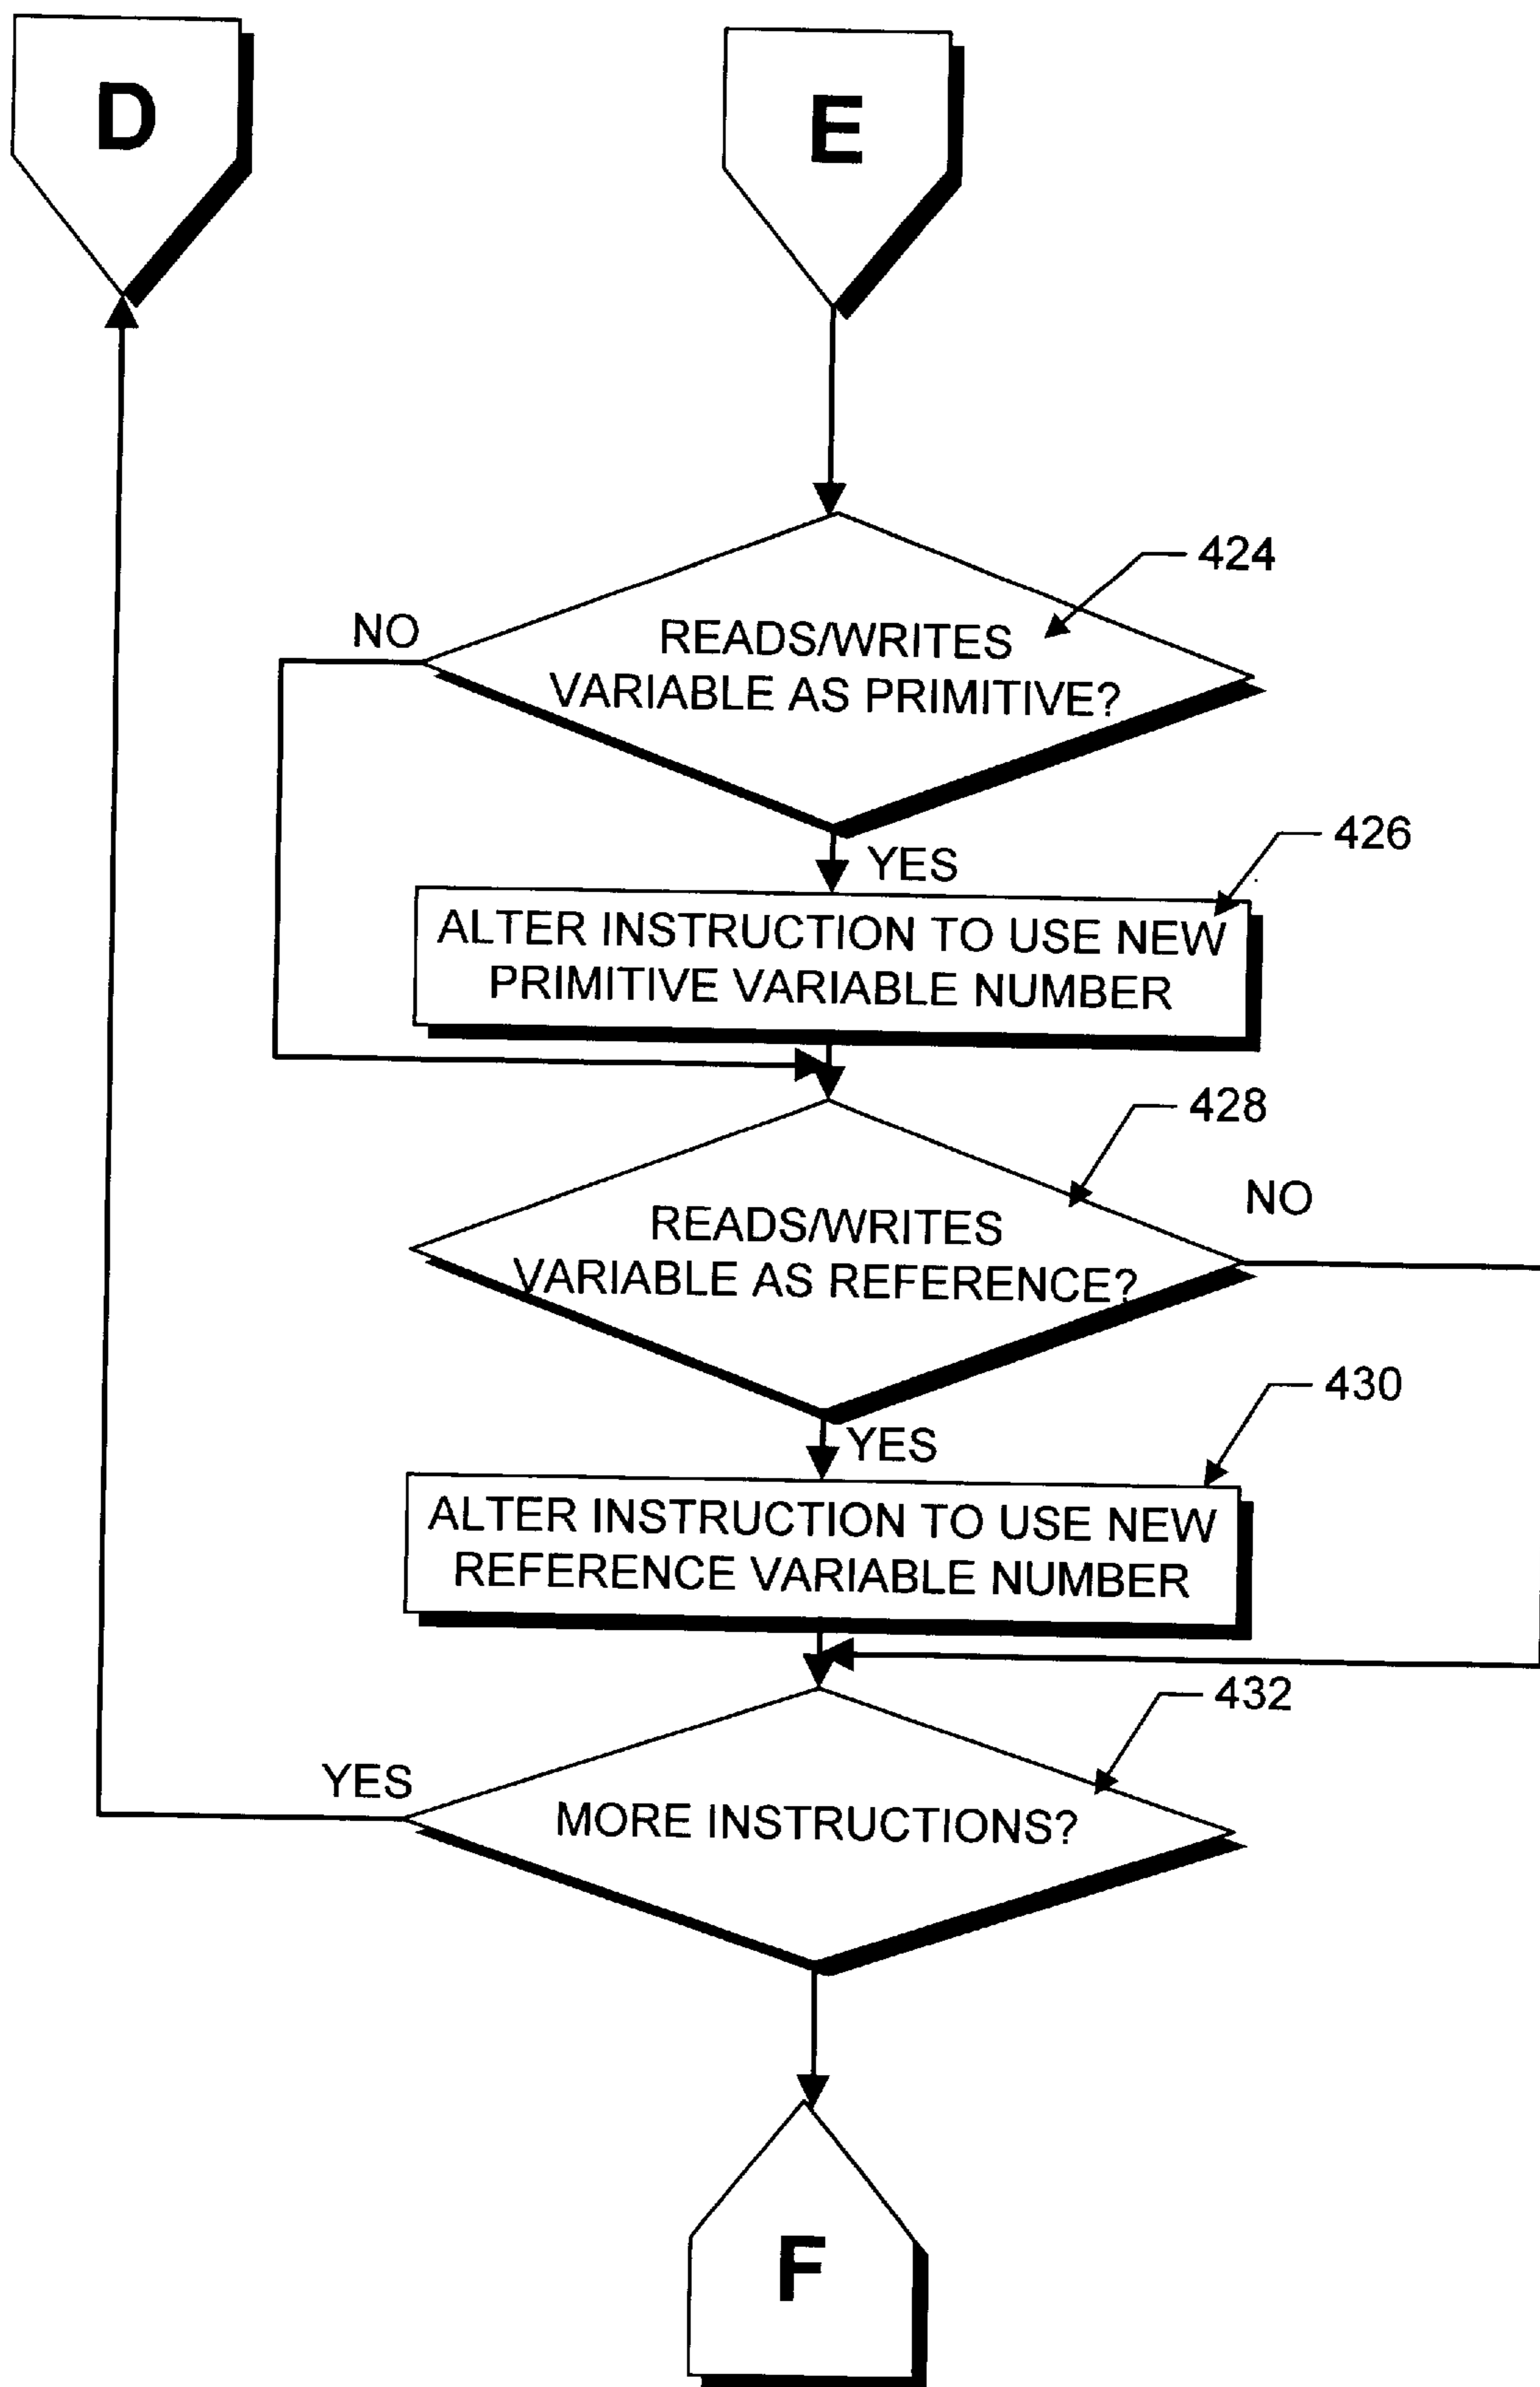 D
E
424
NO
READS/WRITES
VARIABLE AS PRIMITIVE?
426
YES
ALTER INSTRUCTION TO USE NEW
PRIMITIVE VARIABLE NUMBER
428
NO
READS/WRITES
VARIABLE AS REFERENCE?
430
YES
ALTER INSTRUCTION TO USE NEW
REFERENCE VARIABLE NUMBER
432
YES
MORE INSTRUCTIONS?
F